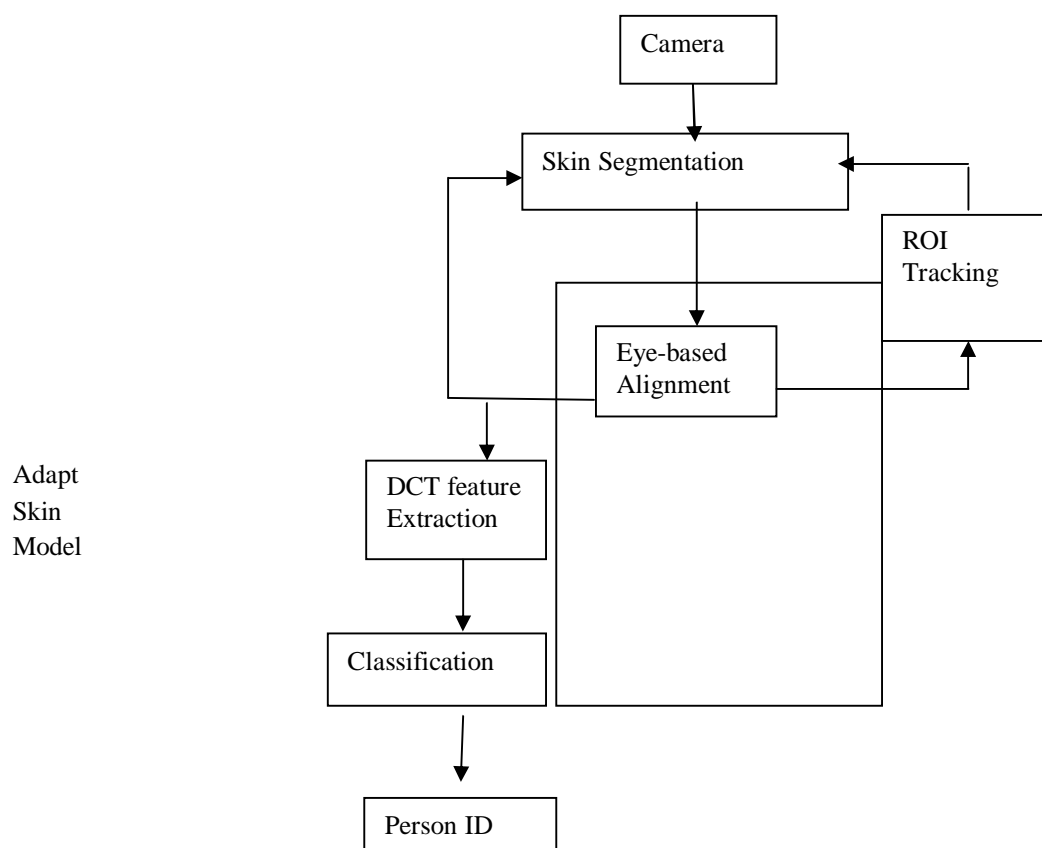 Camera
Skin Segmentation
ROI
Tracking
Eye-based
Alignment
Adapt
Skin
Model
DCT feature
Extraction
Classification
Person ID